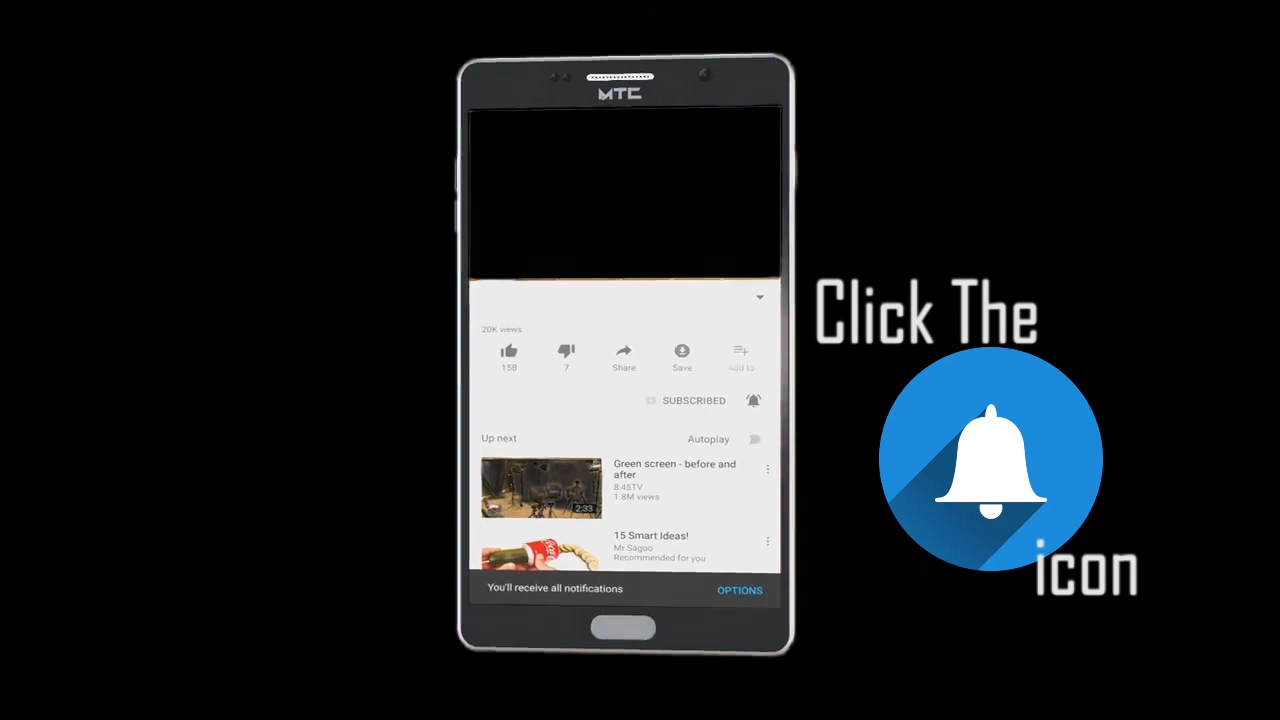 MTC
20K views
158
7
Share
Save
Add to
SUBSCRIBED
Up next
Autoplay
Green screen - before and
after
8:45TV
1.8M views
2:33
15 Smart Ideas!
Mr Sagoo
Recommended for you
You'll receive all notifications
OPTIONS
Click The
icon